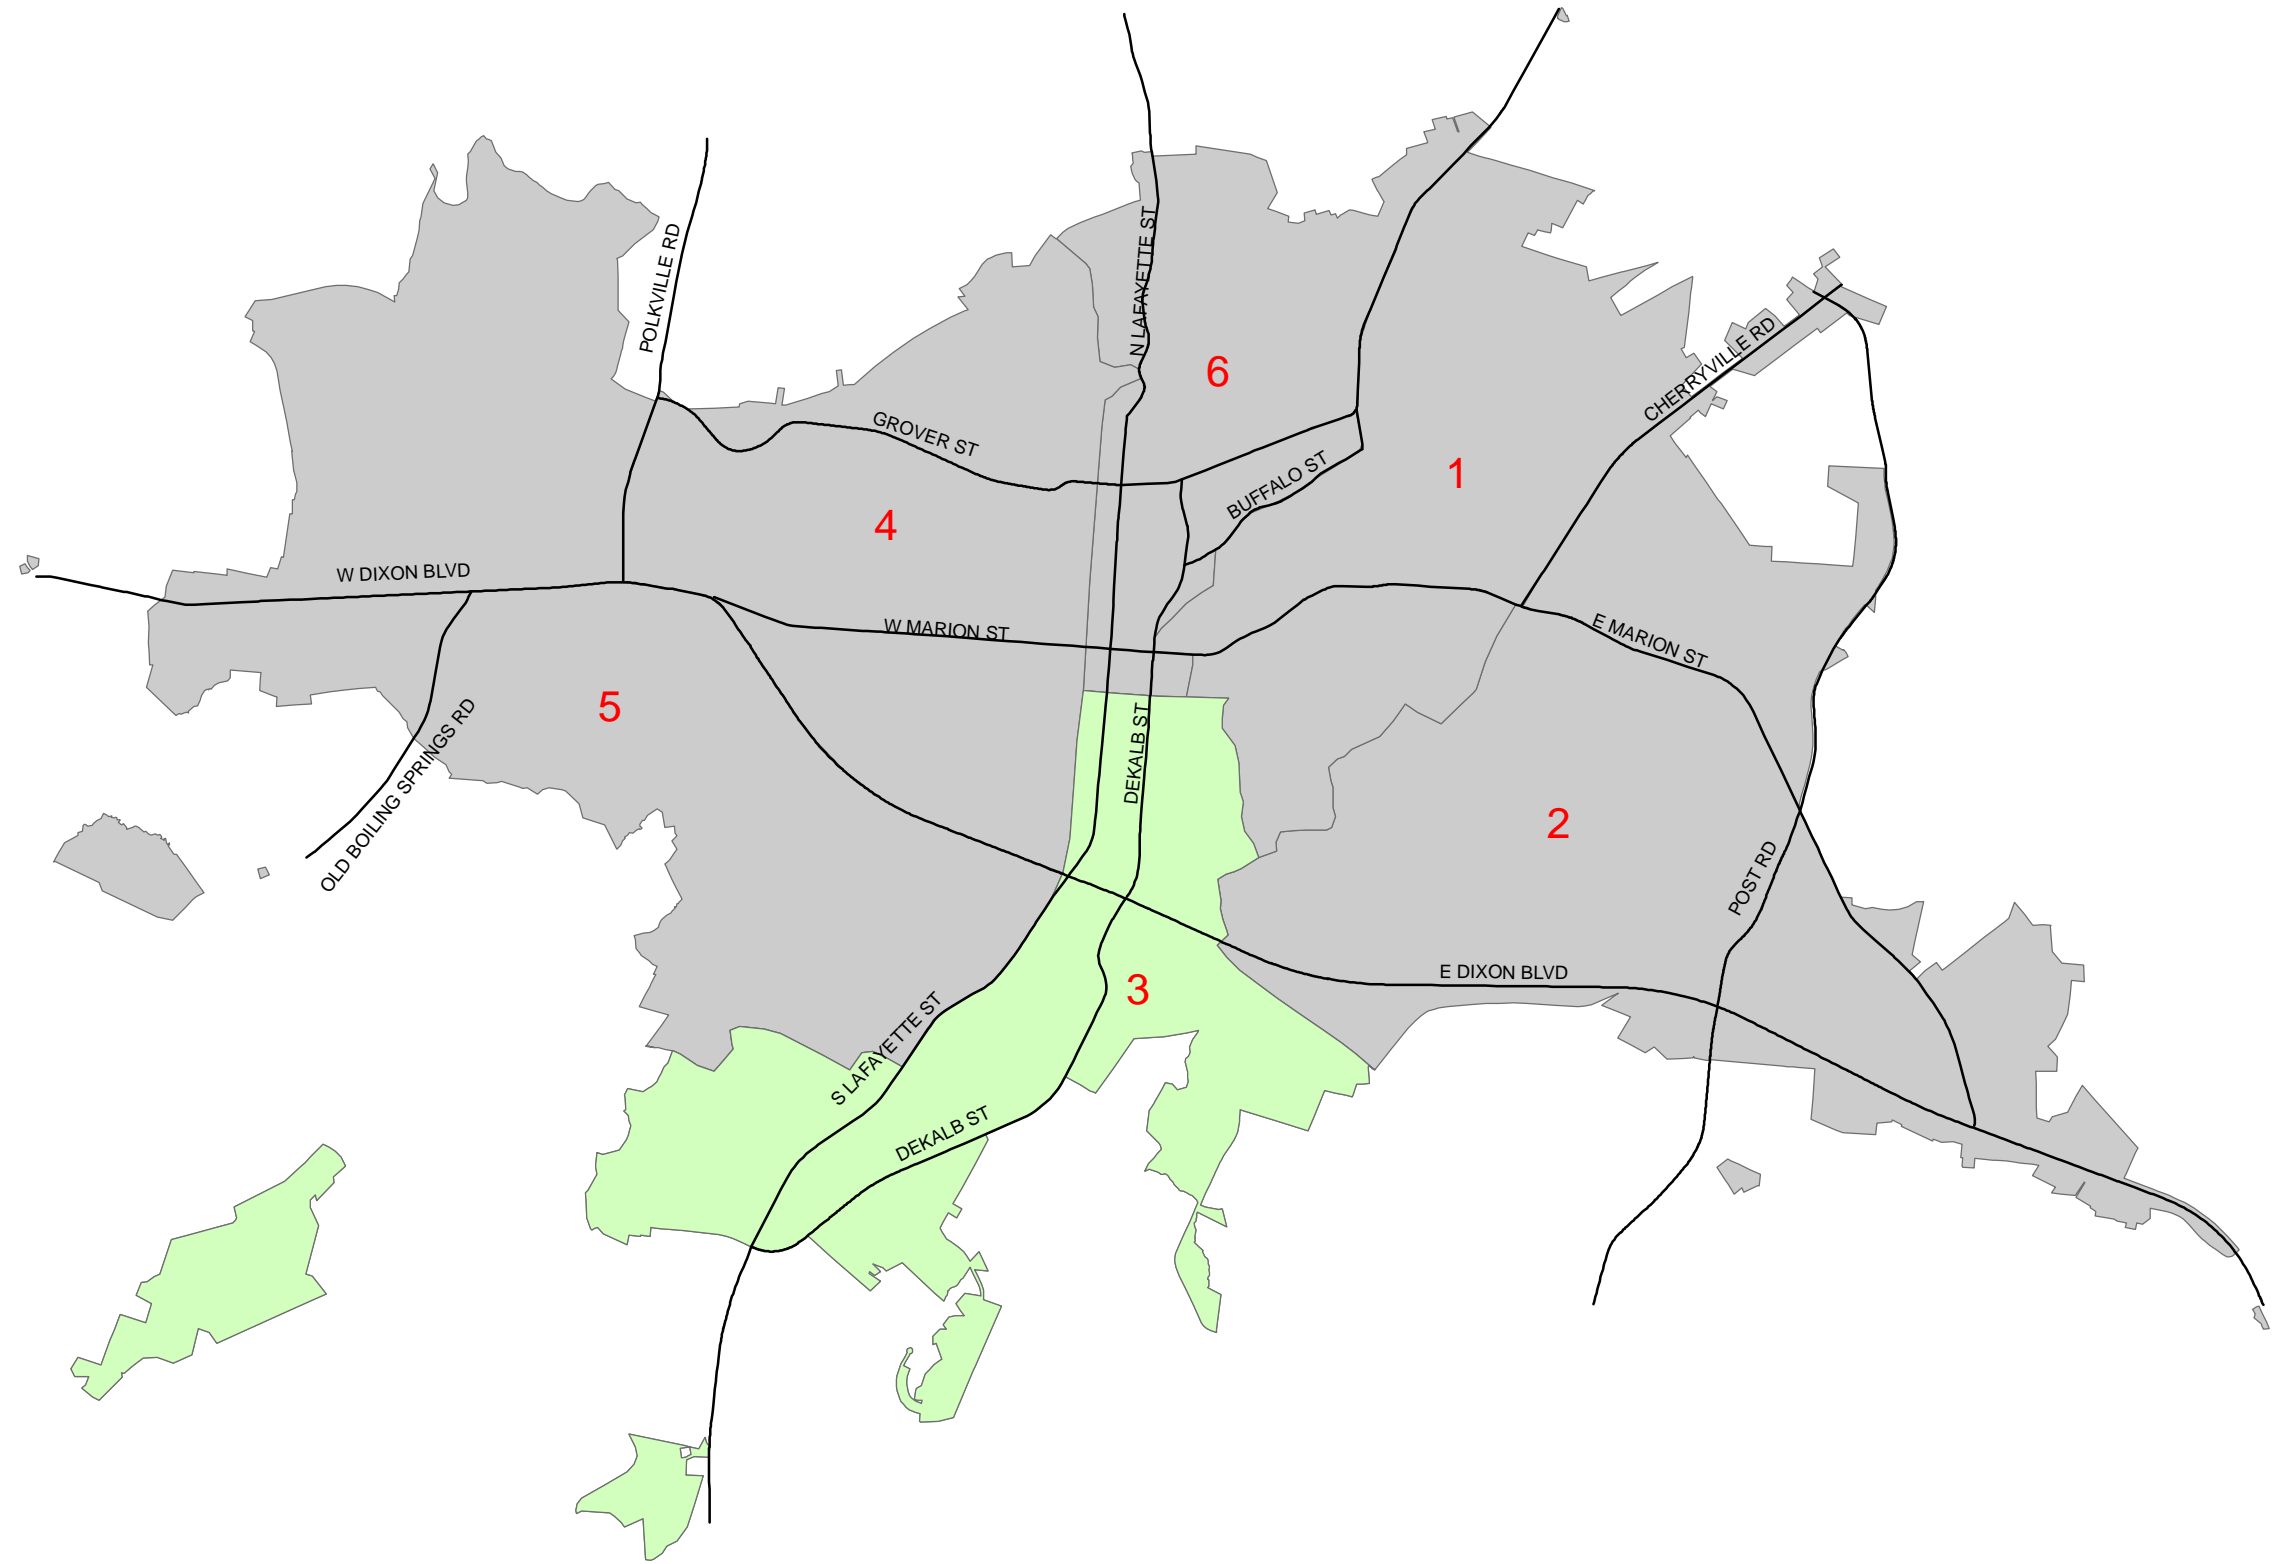 POLKVILLE RD
N LAFAYETTE ST
6
CHERRYVILLE RD
GROVER ST
BUFFALO ST
1
4
W DIXON BLVD
W MARION ST
E MARION ST
5
OLD BOILING SPRINGS RD
DEKALB ST
2
POST RD
E DIXON BLVD
3
S LAFAYETTE ST
DEKALB ST